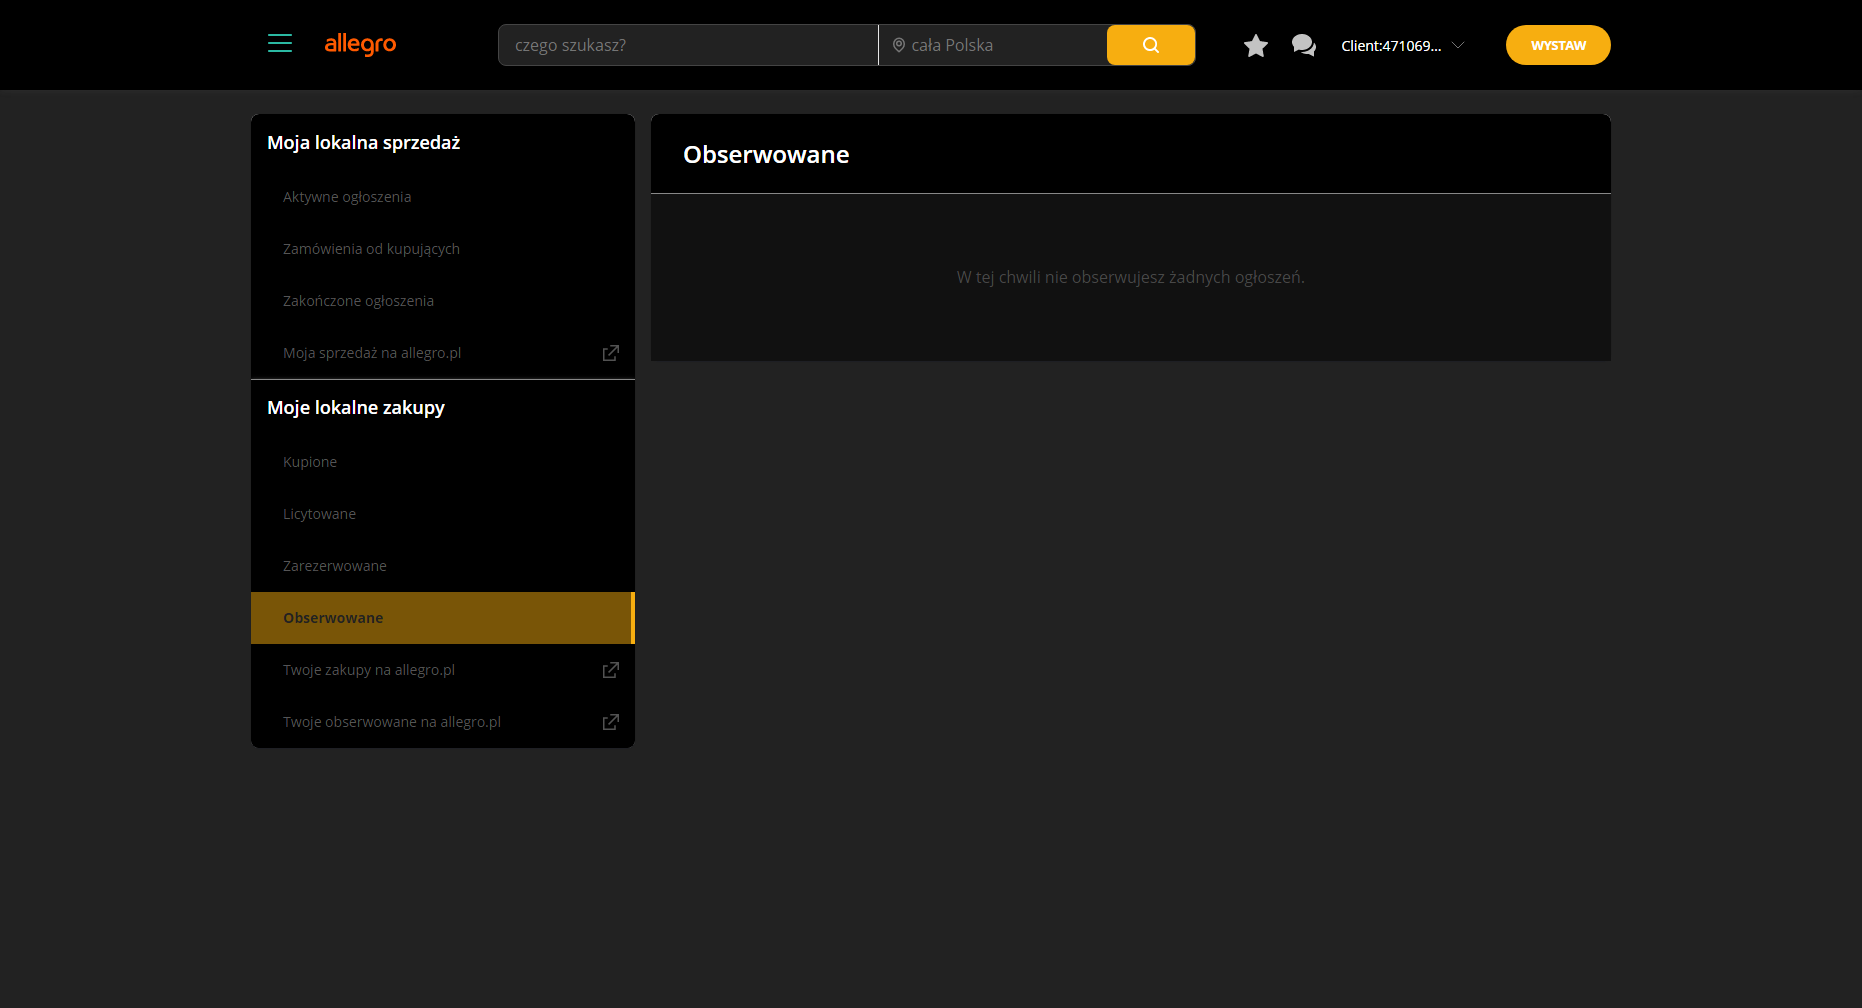 allegro
czego szukasz?
cała Polska
Client:471069...
WYSTAW
Moja lokalna sprzedaż
Aktywne ogłoszenia
Zamówienia od kupujących
Zakończone ogłoszenia
Moja sprzedaż na allegro.pl
Moje lokalne zakupy
Kupione
Licytowane
Zarezerwowane
Obserwowane
Twoje zakupy na allegro.pl
Twoje obserwowane na allegro.pl
Obserwowane
W tej chwili nie obserwujesz żadnych ogłoszeń.